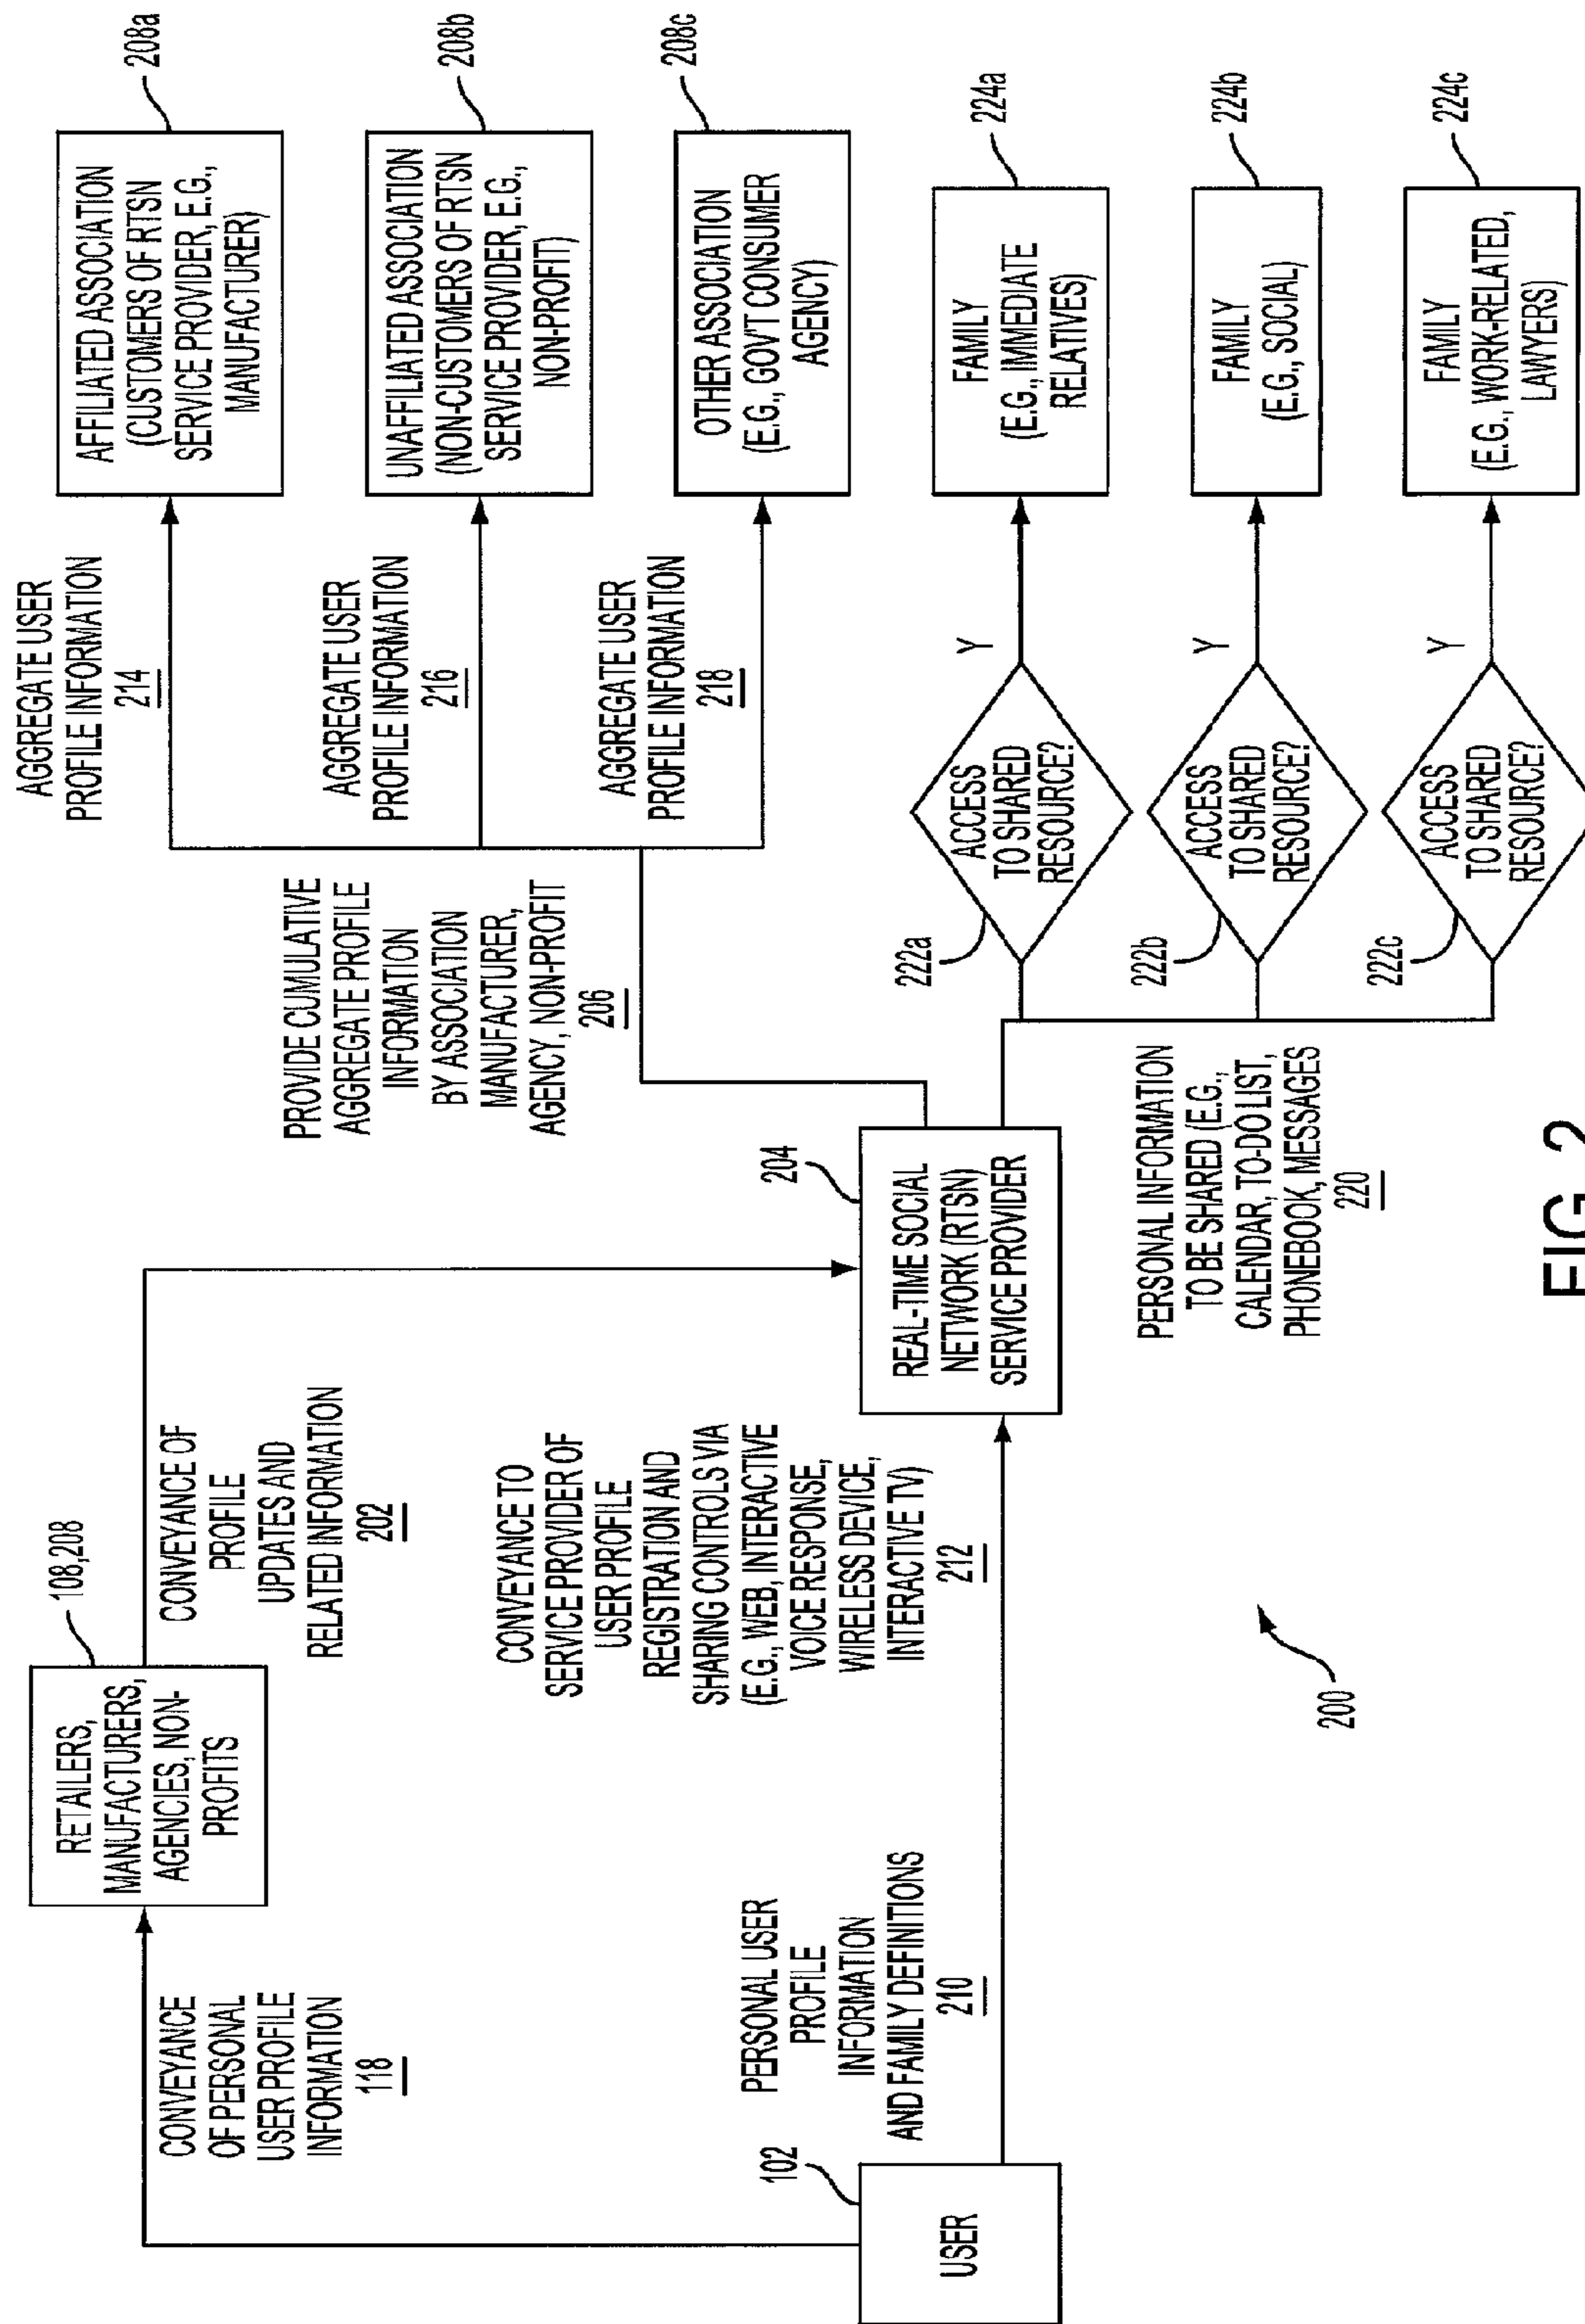 CONVEYANCE
OF PERSONAL
USER PROFILE
INFORMATION
118
RETAILERS,
MANUFACTURERS,
AGENCIES, NON-
PROFITS
108,208
CONVEYANCE OF
PROFILE
UPDATES AND
RELATED INFORMATION
202
USER
102
PERSONAL USER
PROFILE
INFORMATION
AND FAMILY DEFINITIONS
210
CONVEYANCE TO
SERVICE PROVIDER OF
USER PROFILE
REGISTRATION AND
SHARING CONTROLS VIA
(E.G., WEB, INTERACTIVE
VOICE RESPONSE,
WIRELESS DEVICE,
INTERACTIVE TV)
212
REAL-TIME SOCIAL
NETWORK (RTSN)
SERVICE PROVIDER
204
PROVIDE CUMULATIVE
AGGREGATE PROFILE
INFORMATION
BY ASSOCIATION
MANUFACTURER,
AGENCY, NON-PROFIT
206
AGGREGATE USER
PROFILE INFORMATION
214
AFFILIATED ASSOCIATION
(CUSTOMERS OF RTSN
SERVICE PROVIDER, E.G.,
MANUFACTURER)
208a
AGGREGATE USER
PROFILE INFORMATION
216
UNAFFILIATED ASSOCIATION
(NON-CUSTOMERS OF RTSN
SERVICE PROVIDER, E.G.,
NON-PROFIT)
208b
AGGREGATE USER
PROFILE INFORMATION
218
OTHER ASSOCIATION
(E.G., GOV'T CONSUMER
AGENCY)
208c
PERSONAL INFORMATION
TO BE SHARED (E.G.,
CALENDAR, TO-DO LIST,
PHONEBOOK, MESSAGES
220
222a
ACCESS
TO SHARED
RESOURCE?
Y
FAMILY
(E.G., IMMEDIATE
RELATIVES)
224a
222b
ACCESS
TO SHARED
RESOURCE?
Y
FAMILY
(E.G., SOCIAL)
224b
222c
ACCESS
TO SHARED
RESOURCE?
Y
FAMILY
(E.G., WORK-RELATED,
LAWYERS)
224c
200
FIG. 2